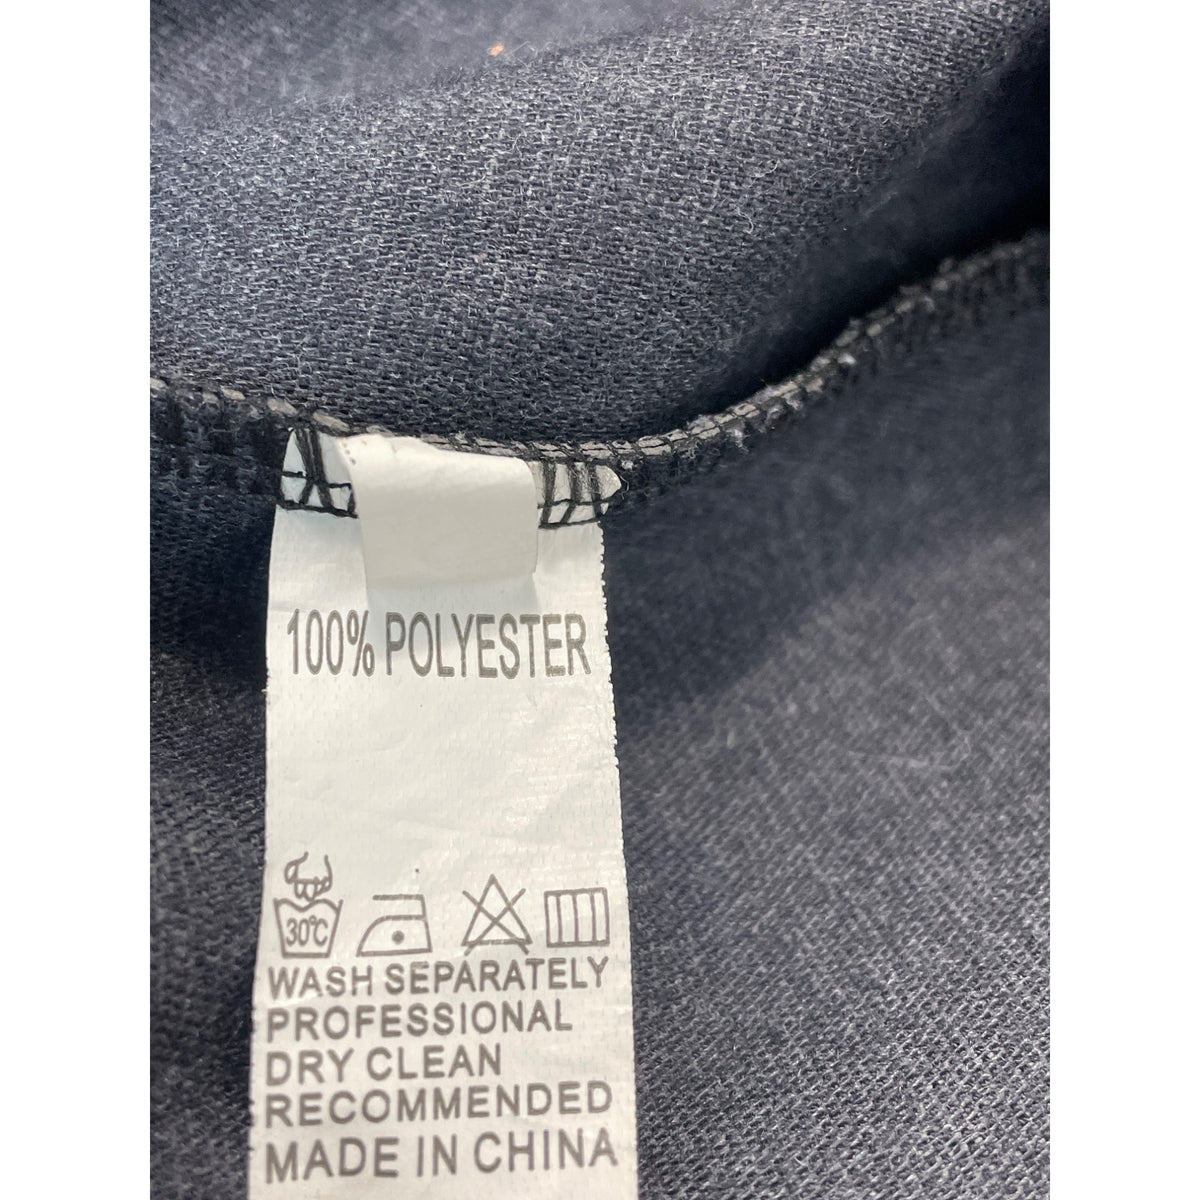 100% POLYESTER
30°C
WASH SEPARATELY
PROFESSIONAL
DRY CLEAN
RECOMMENDED
MADE IN CHINA